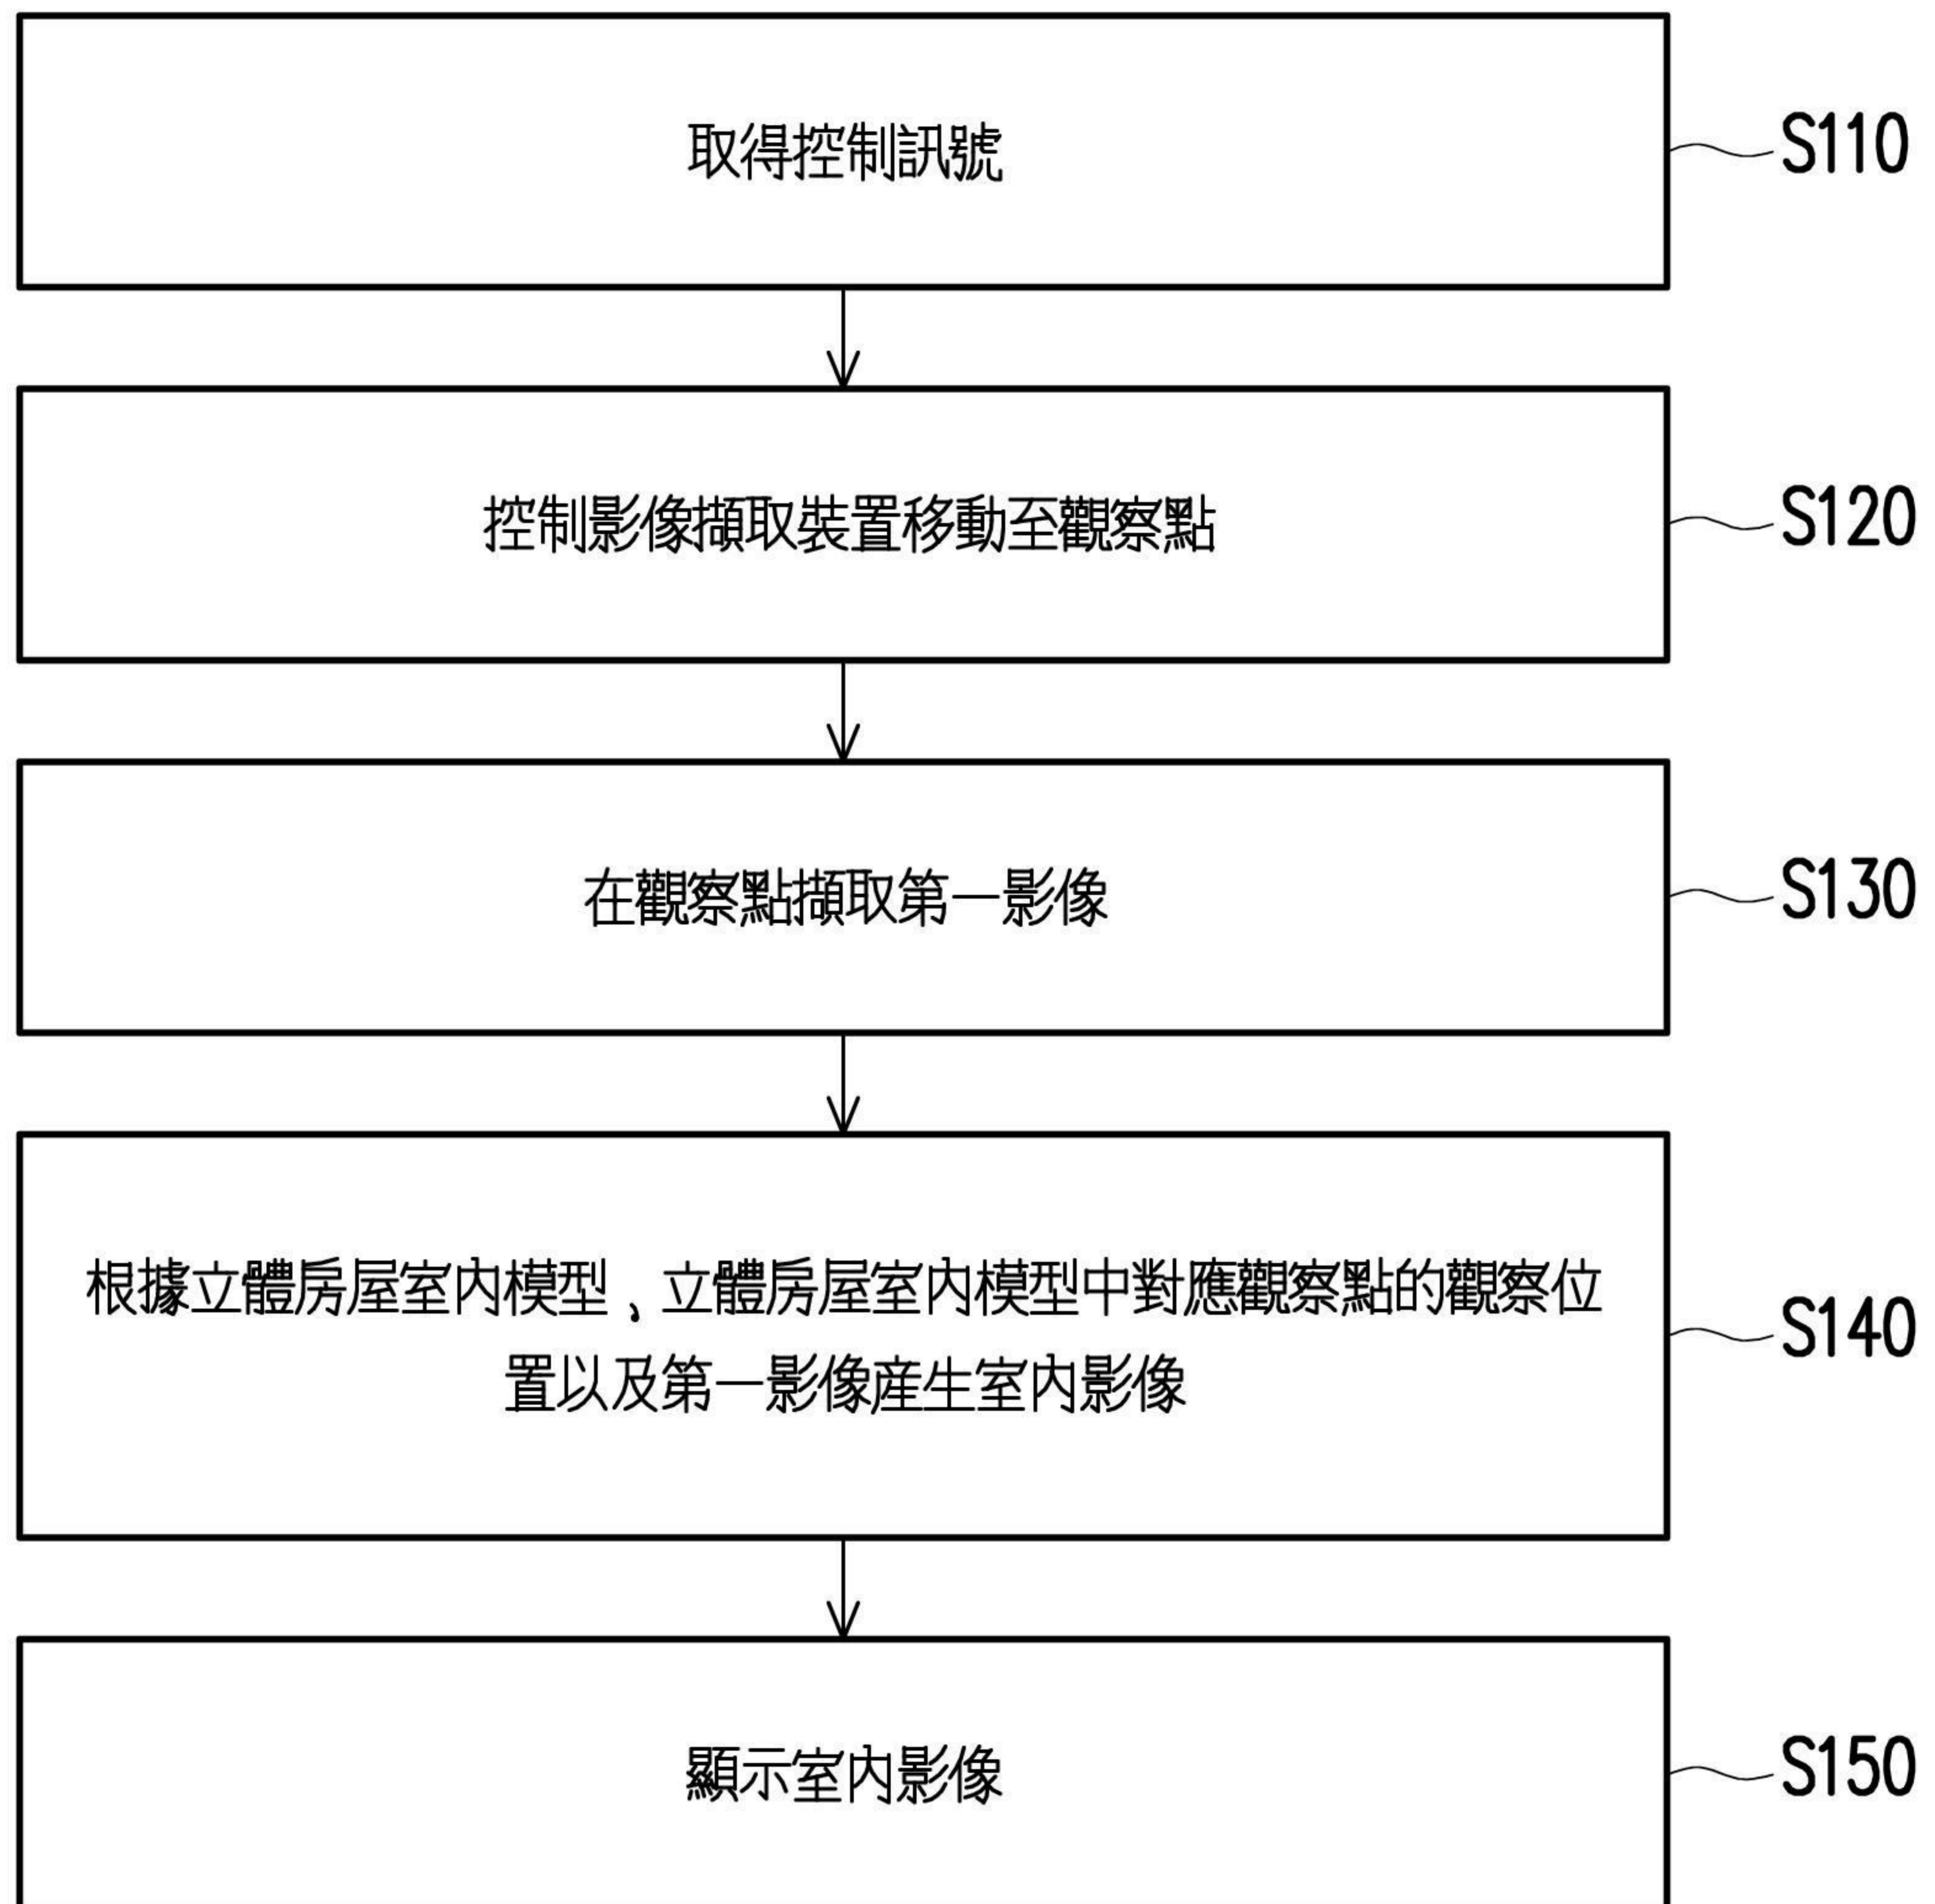 取得控制訊號
S110
控制影像擷取裝置移動至觀察點
S120
在觀察點擷取第一影像
S130
根據立體房屋室內模型、立體房屋室內模型中對應觀察點的觀察位
置以及第一影像產生室內影像
S140
顯示室內影像
S150